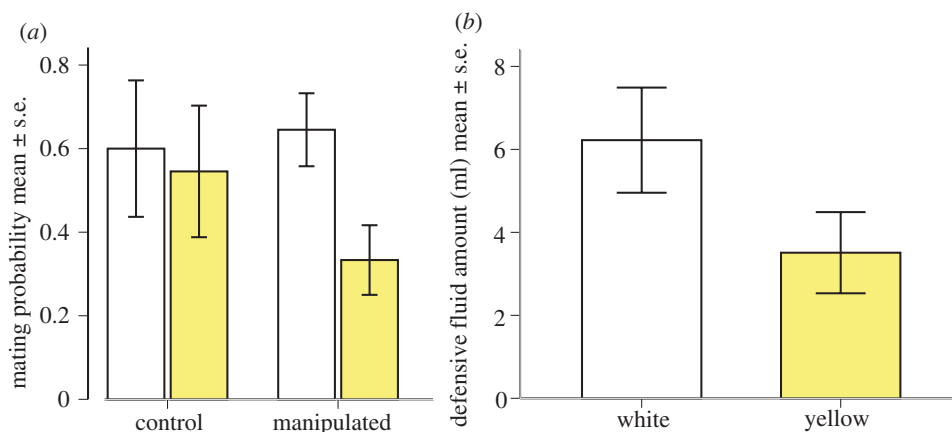 (a)
mating probability mean ± s.e.
0.8
0.6
0.4
0.2
0
control
manipulated
(b)
defensive fluid amount (ml) mean ± s.e.
8
6
4
2
0
white
yellow